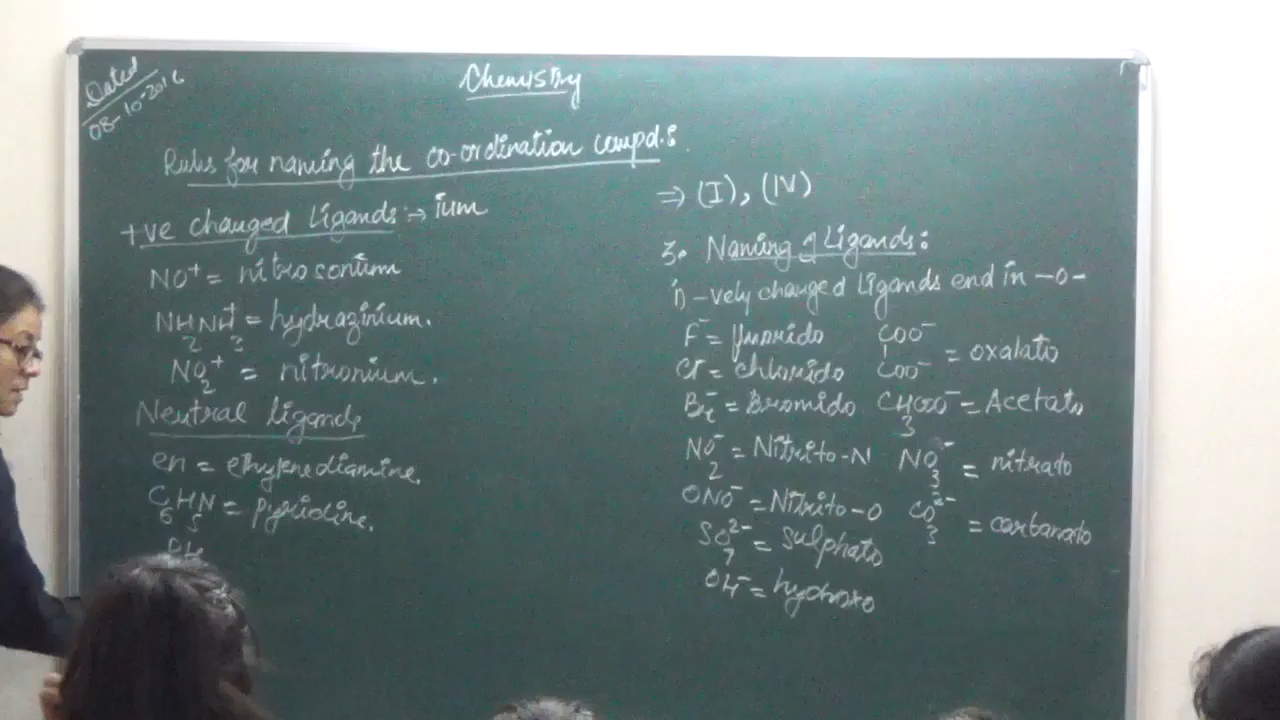 Dated
08-10-2016
Chemistry
Rules for naming the co-ordination compd.:
+ve charged Ligands :→ ium
NO⁺ = nitrosonium
NH₂NH₃⁺ = hydrazinium.
NO₂⁺ = nitronium.
Neutral ligands
en = ethylenediamine.
C₆H₅N = pyridine.
⇒ (I), (IV)
3. Naming of Ligands:
i) -vely charged Ligands end in -o-
F⁻ = fluorido
Cl⁻ = chlorido
Br⁻ = Bromido
NO₂⁻ = Nitrito-N
ONO⁻ = Nitrito-O
SO₄²⁻ = sulphato
OH⁻ = hydroxo
COO⁻
COO⁻ = oxalato
CH₃COO⁻ = Acetato
NO₃⁻ = nitrato
CO₃²⁻ = carbanato